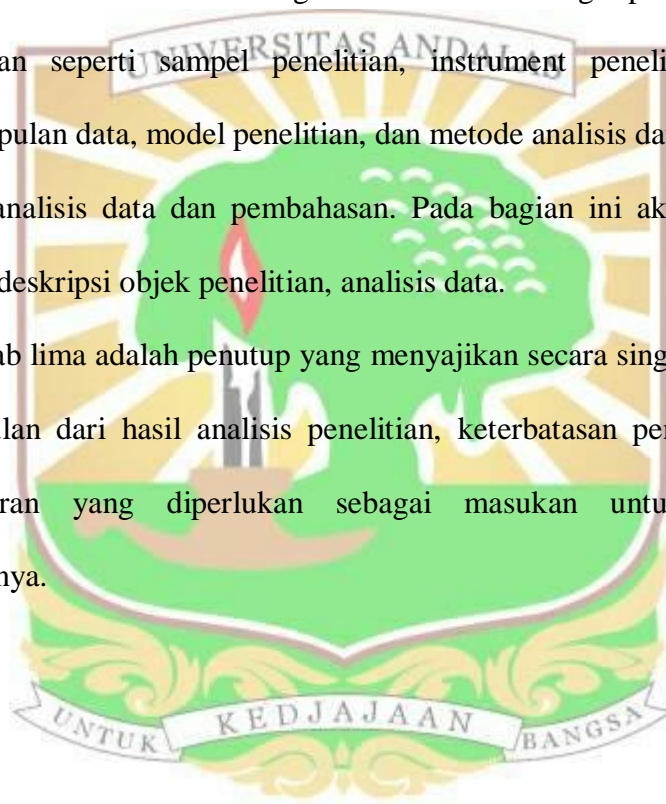 UNIVERSITAS ANDALAS
an seperti sampel penelitian, instrument peneli
pulan data, model penelitian, dan metode analisis da
analisis data dan pembahasan. Pada bagian ini ak
deskripsi objek penelitian, analisis data.
ab lima adalah penutup yang menyajikan secara sing
lan dari hasil analisis penelitian, keterbatasan pen
ran yang diperlukan sebagai masukan untu
nya.
UNTUK KEDJAJAAN BANGSA